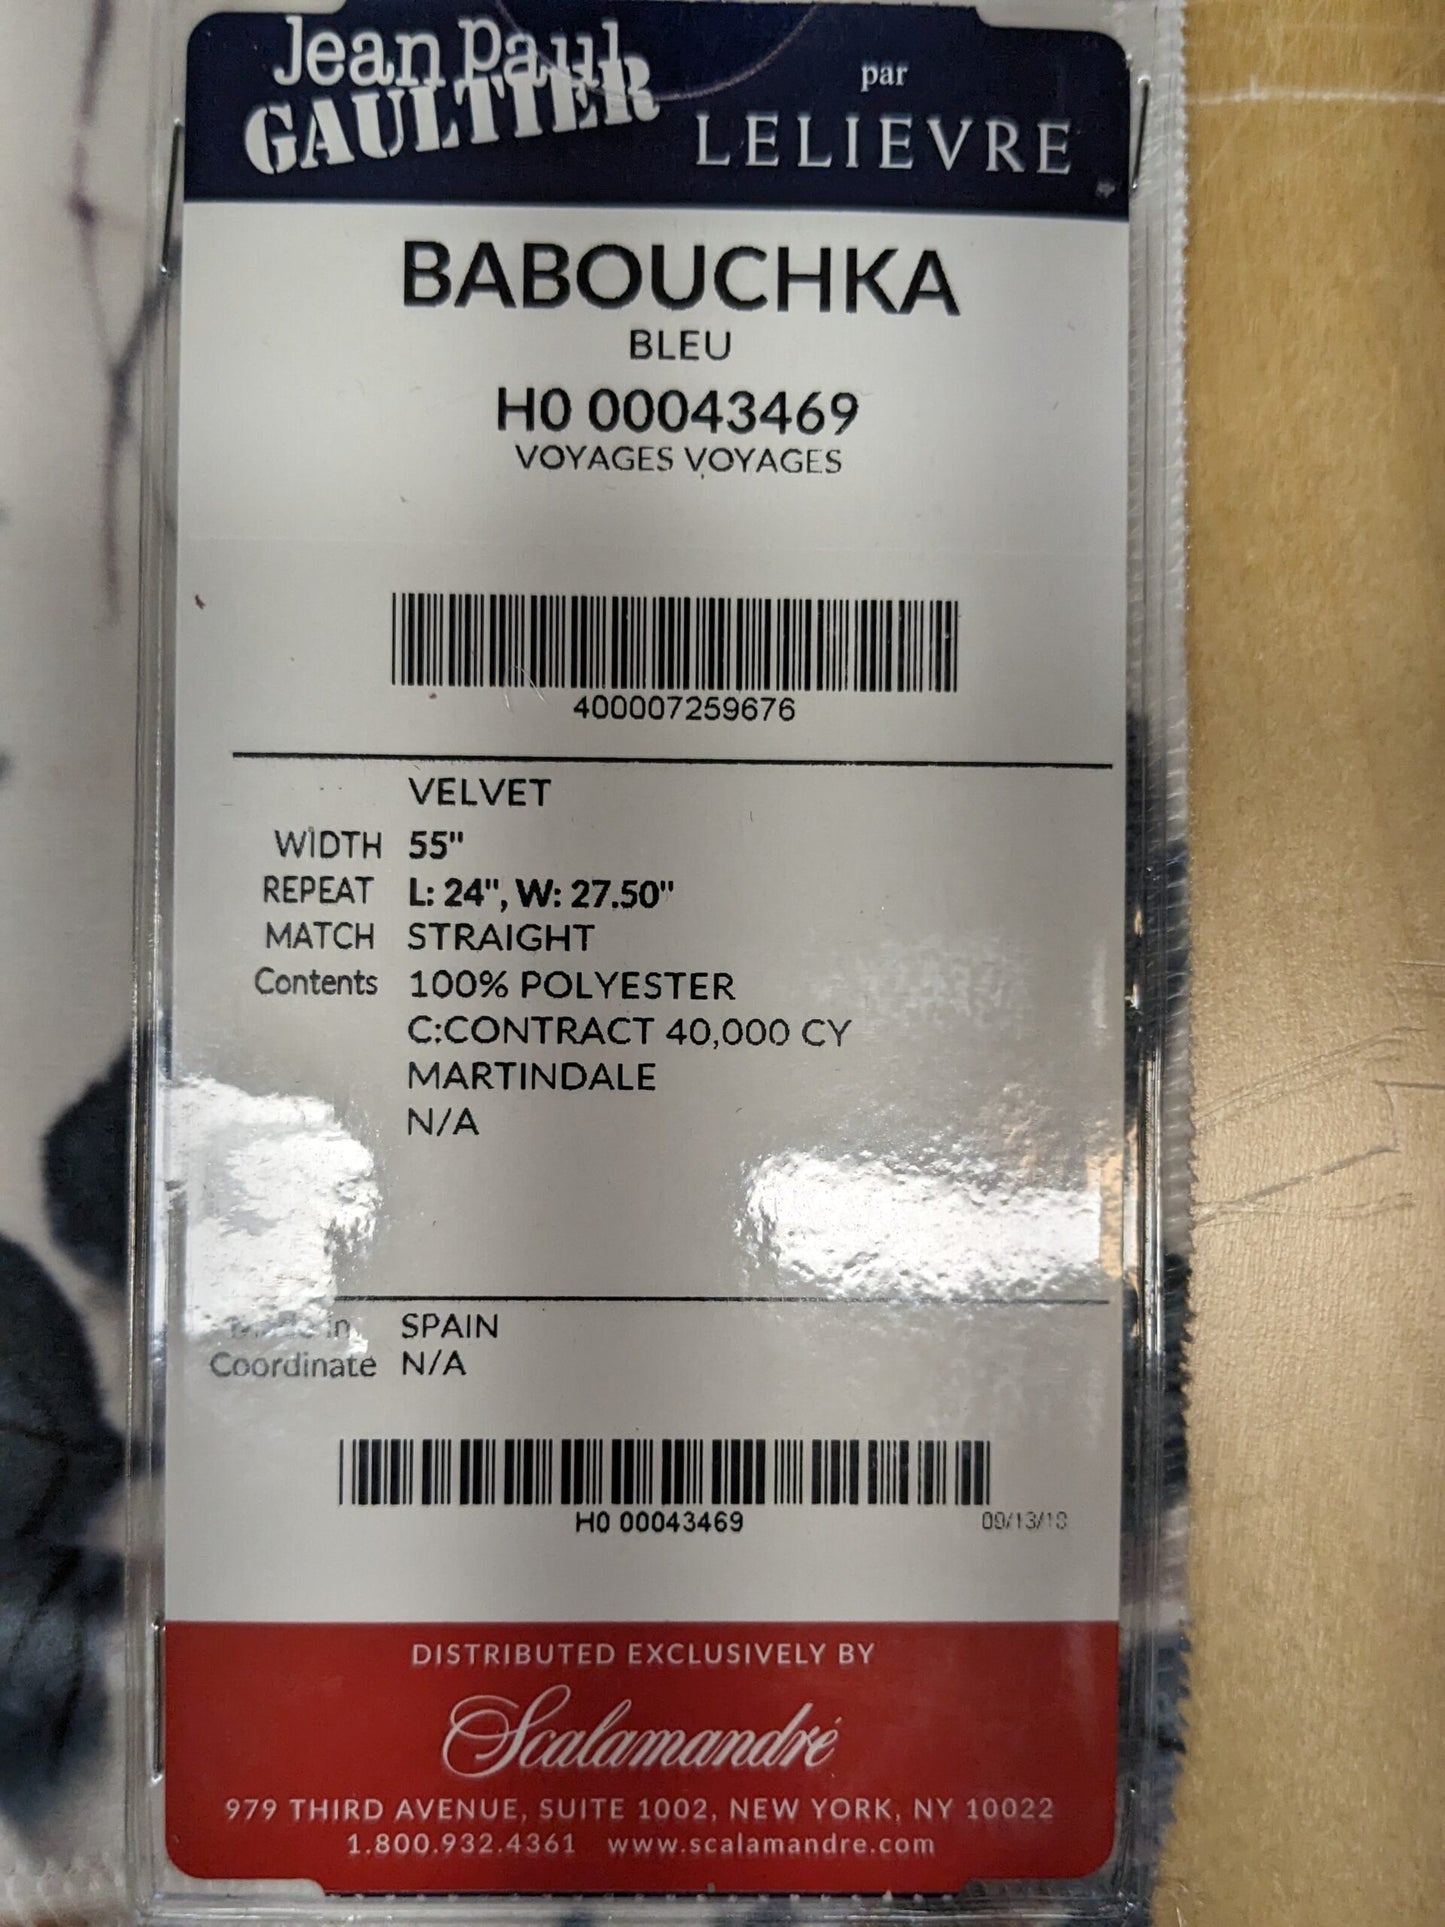 Jean Paul
GAULTIER
par
LELIEVRE
BABOUCHKA
BLEU
H0 00043469
VOYAGES VOYAGES
400007259676
VELVET
WIDTH 55"
REPEAT L: 24", W: 27.50"
MATCH STRAIGHT
Contents 100% POLYESTER
C:CONTRACT 40,000 CY
MARTINDALE
N/A
Made in SPAIN
Coordinate N/A
H0 00043469
DISTRIBUTED EXCLUSIVELY BY
Scalamandré
979 THIRD AVENUE, SUITE 1002, NEW YORK, NY 10022
1.800.932.4361 www.scalamandre.com